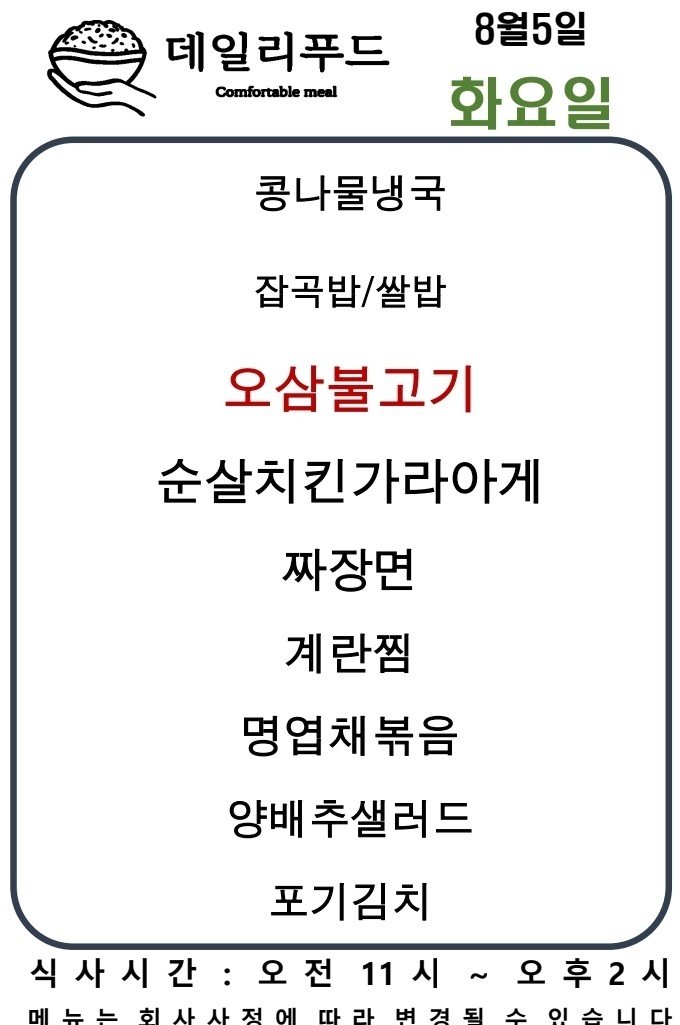 데일리푸드
Comfortable meal
8월5일
화요일
콩나물냉국
잡곡밥/쌀밥
오삼불고기
순살치킨가라아게
짜장면
계란찜
명엽채볶음
양배추샐러드
포기김치
식사시간 : 오전 11시 ~ 오후2시
메뉴는 회사사정에 따라 변경될 수 있습니다